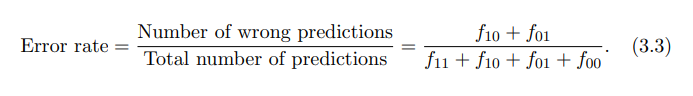 Error rate = Number of wrong predictions / Total number of predictions = f10 + f01 / f11 + f10 + f01 + f00. (3.3)